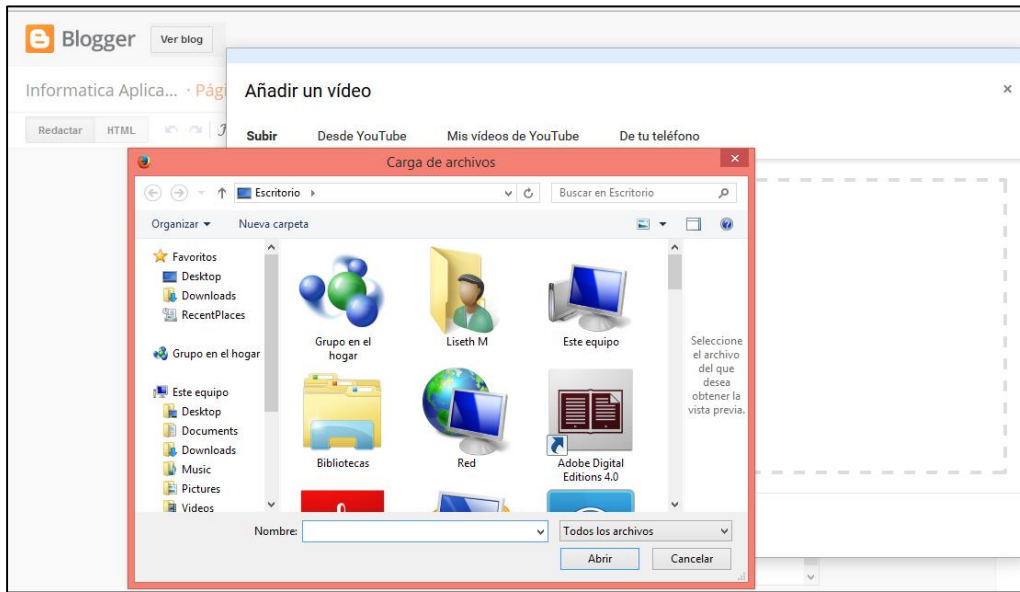 Blogger
Ver blog
Informatica Aplica... · Pági
Añadir un vídeo
×
Redactar HTML
Subir Desde YouTube Mis vídeos de YouTube De tu teléfono
Carga de archivos
Escritorio
Buscar en Escritorio
Organizar Nueva carpeta
Favoritos
Desktop
Downloads
RecentPlaces
Grupo en el hogar
Este equipo
Desktop
Documents
Downloads
Music
Pictures
Videos
Grupo en el
hogar
Liseth M
Este equipo
Bibliotecas
Red
Adobe Digital
Editions 4.0
Seleccione
el archivo
del que
desea
obtener la
vista previa.
Nombre:
Todos los archivos
Abrir Cancelar